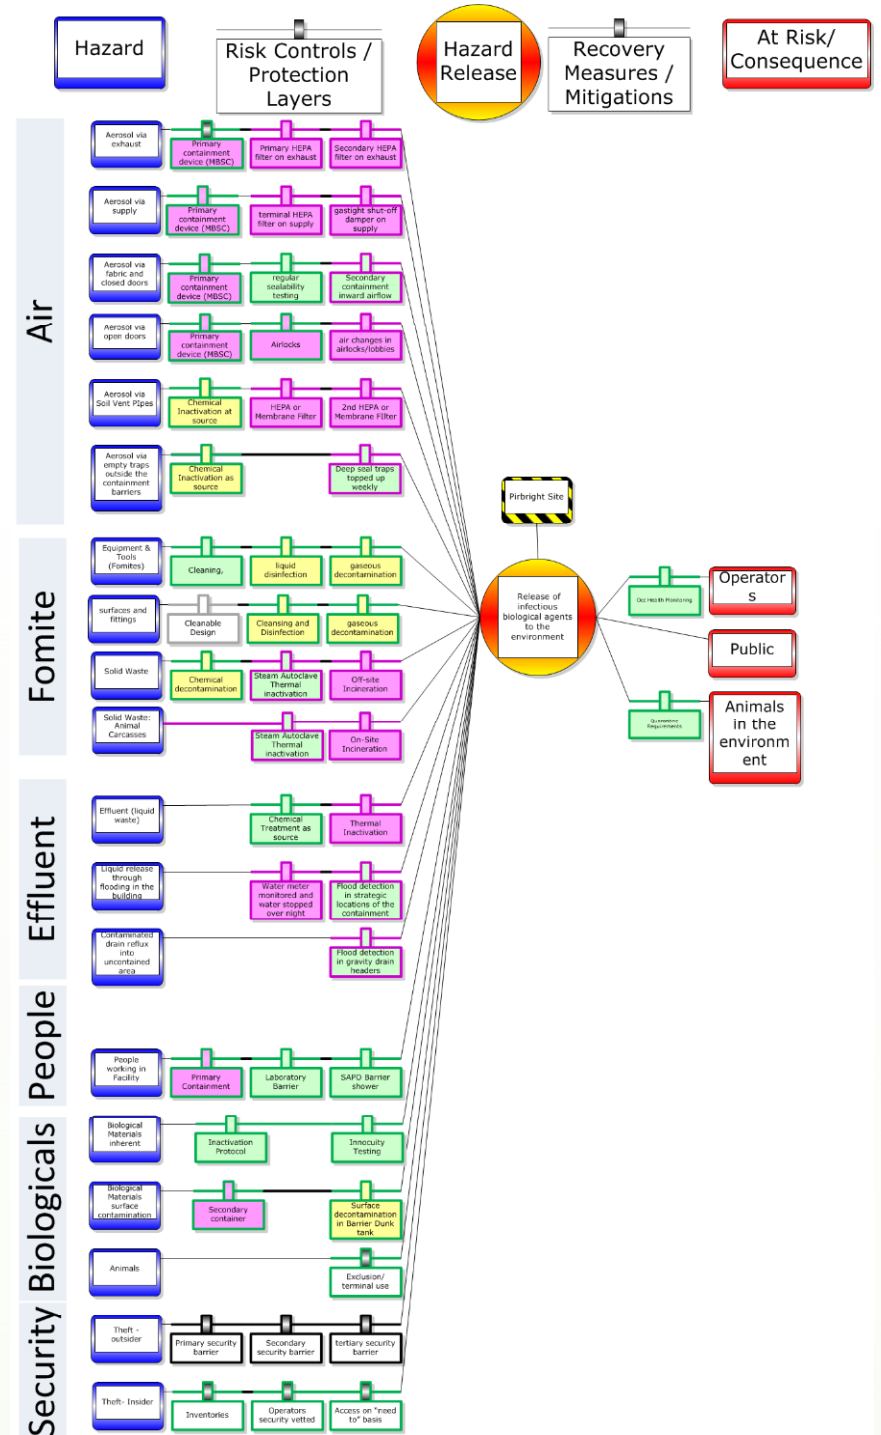 Hazard
Risk Controls /
Protection
Layers
Hazard
Release
Recovery
Measures /
Mitigations
At Risk/
Consequence
Air
Aerosol via
exhaust
Primary
containment
device (MBSC)
Primary HEPA
filter on exhaust
Secondary HEPA
filter on exhaust
Aerosol via
supply
Primary
containment
device (MBSC)
terminal HEPA
filter on supply
gastight shut-off
damper on
supply
Aerosol via
fabric and
closed doors
Primary
containment
device (MBSC)
regular
sealability
testing
Secondary
containment
inward airflow
Aerosol via
open doors
Primary
containment
device (MBSC)
Airlocks
air changes in
airlocks/lobbies
Aerosol via
Soil Vent PIpes
Chemical
Inactivation at
source
HEPA or
Membrane Filter
2nd HEPA or
Membrane FIlter
Aerosol via
empty traps
outside the
containment
barriers
Chemical
Inactivation as
source
Deep seal traps
topped up
weekly
Pirbright Site
Fomite
Equipment &
Tools
(Fomites)
Cleaning,
liquid
disinfection
gaseous
decontamination
surfaces and
fittings
Cleanable
Design
Cleansing and
Disinfection
gaseous
decontamination
Solid Waste
Chemical
decontamination
Steam Autoclave
Thermal
inactivation
Off-site
Incineration
Solid Waste:
Animal
Carcasses
Steam Autoclave
Thermal
inactivation
On-Site
Incineration
Release of
infectious
biological agents
to the
environment
Occ Health Monitoring
Operator
s
Public
Quarantine
Requirements
Animals
in the
environm
ent
Effluent
Effluent (liquid
waste)
Chemical
Treatment as
source
Thermal
Inactivation
Liquid release
through
flooding in the
building
Water meter
monitored and
water stopped
over night
Flood detection
in strategic
locations of the
containment
Contaminated
drain reflux
into
uncontained
area
Flood detection
in gravity drain
headers
People
People
working in
Facility
Primary
Containment
Laboratory
Barrier
SAPO Barrier
shower
Biologicals
Biological
Materials
inherent
Inactivation
Protocol
Innocuity
Testing
Biological
Materials
surface
contamination
Secondary
container
Surface
decontamination
in Barrier Dunk
tank
Animals
Exclusion/
terminal use
Security
Theft -
outsider
Primary security
barrier
Secondary
security barrier
tertiary security
barrier
Theft- Insider
Inventories
Operators
security vetted
Access on "need
to" basis